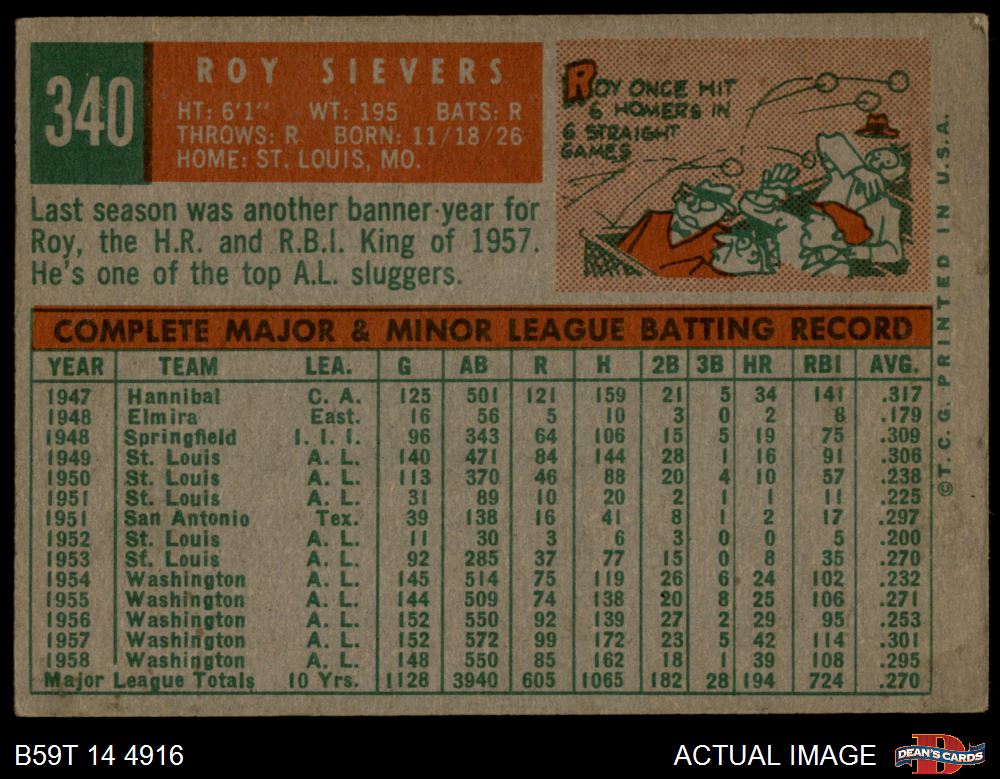 340
ROY SIEVERS
HT: 6'1" WT: 195 BATS: R
THROWS: R BORN: 11/18/26
HOME: ST. LOUIS, MO.
ROY ONCE HIT
6 HOMERS IN
6 STRAIGHT
GAMES
Last season was another banner year for
Roy, the H.R. and R.B.I. King of 1957.
He's one of the top A.L. sluggers.
COMPLETE MAJOR & MINOR LEAGUE BATTING RECORD
YEAR TEAM LEA. G AB R H 2B 3B HR RBI AVG.
1947 Hannibal C. A. 125 501 121 159 21 5 34 141 .317
1948 Elmira East. 16 56 5 10 3 0 2 8 .179
1948 Springfield I. I. I. 96 343 64 106 15 5 19 75 .309
1949 St. Louis A. L. 140 471 84 144 28 1 16 91 .306
1950 St. Louis A. L. 113 370 46 88 20 4 10 57 .238
1951 St. Louis A. L. 31 89 10 20 2 1 1 11 .225
1951 San Antonio Tex. 39 138 16 41 8 1 2 17 .297
1952 St. Louis A. L. 11 30 3 6 3 0 0 5 .200
1953 St. Louis A. L. 92 285 37 77 15 0 8 35 .270
1954 Washington A. L. 145 514 75 119 26 6 24 102 .232
1955 Washington A. L. 144 509 74 138 20 8 25 106 .271
1956 Washington A. L. 152 550 92 139 27 2 29 95 .253
1957 Washington A. L. 152 572 99 172 23 5 42 114 .301
1958 Washington A. L. 148 550 85 162 18 1 39 108 .295
Major League Totals 10 Yrs. 1128 3940 605 1065 182 28 194 724 .270
©T.C.G. PRINTED IN U.S.A.
B59T 14 4916
ACTUAL IMAGE
DEAN'S CARDS